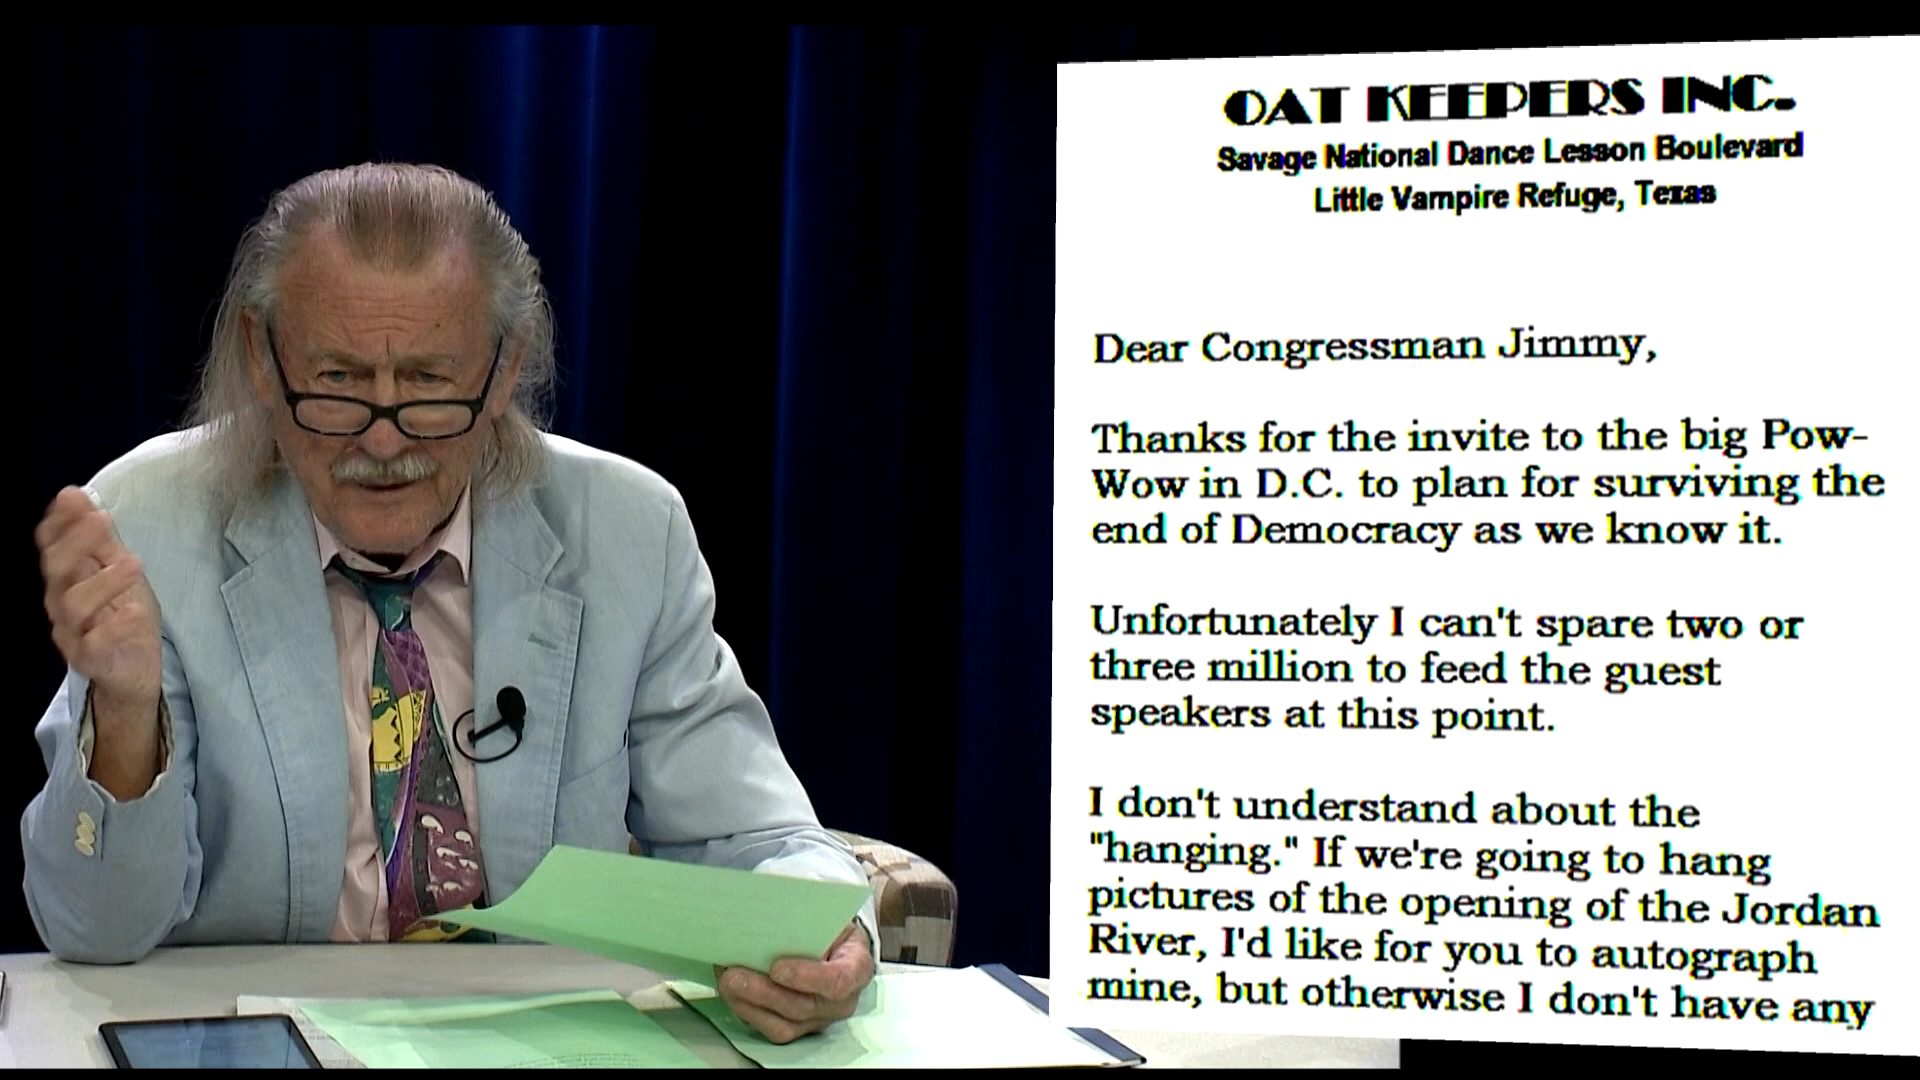 OAT KEEPERS INC.
Savage National Dance Lesson Boulevard
Little Vampire Refuge, Texas
Dear Congressman Jimmy,
Thanks for the invite to the big Pow-
Wow in D.C. to plan for surviving the
end of Democracy as we know it.
Unfortunately I can't spare two or
three million to feed the guest
speakers at this point.
I don't understand about the
"hanging." If we're going to hang
pictures of the opening of the Jordan
River, I'd like for you to autograph
mine, but otherwise I don't have any